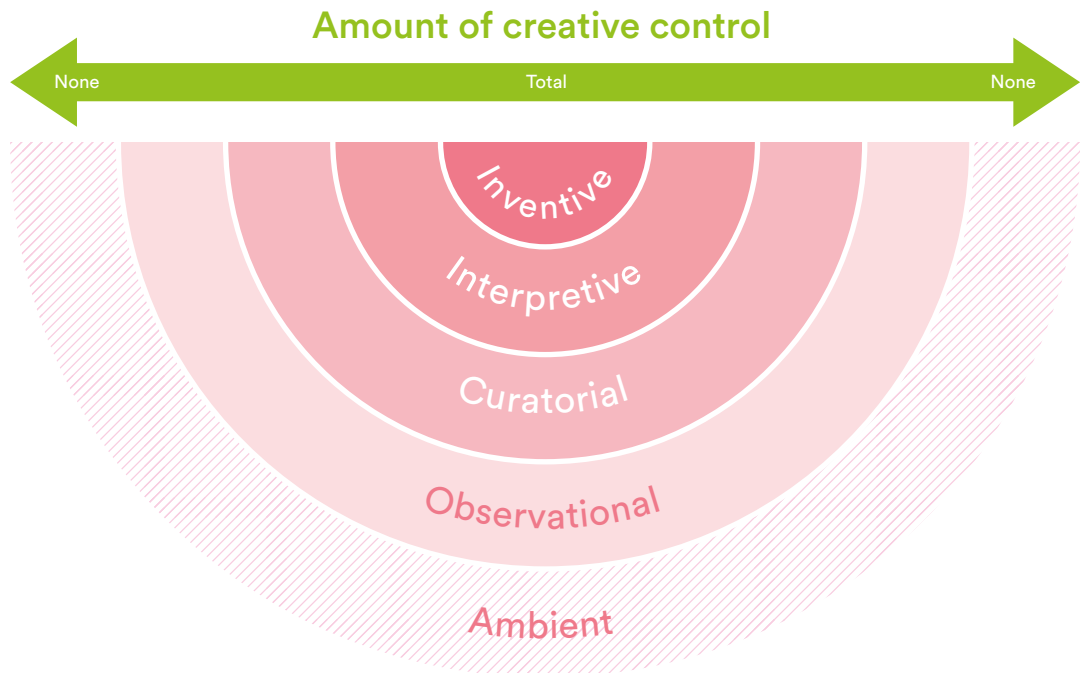 Amount of creative control
None Total None
Inventive
Interpretive
Curatorial
Observational
Ambient